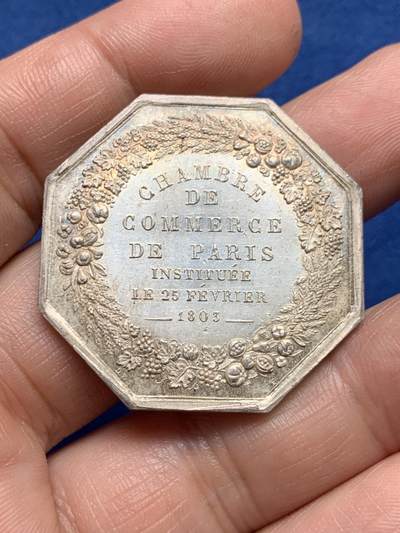 CHAMBRE
DE
COMMERCE
DE PARIS
INSTITUÉE
LE 25 FÉVRIER
1803